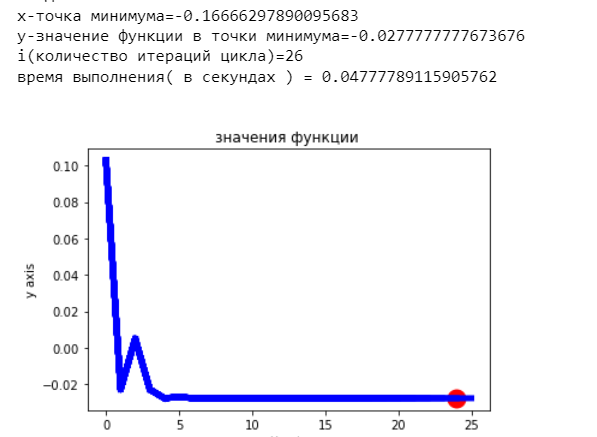 x-точка минимума=-0.16666297890095683
y-значение функции в точки минимума=-0.0277777777673676
i(количество итераций цикла)=26
время выполнения( в секундах ) = 0.04777789115905762
значения функции
0.10
0.08
0.06
0.04
0.02
0.00
−0.02
y axis
0 5 10 15 20 25